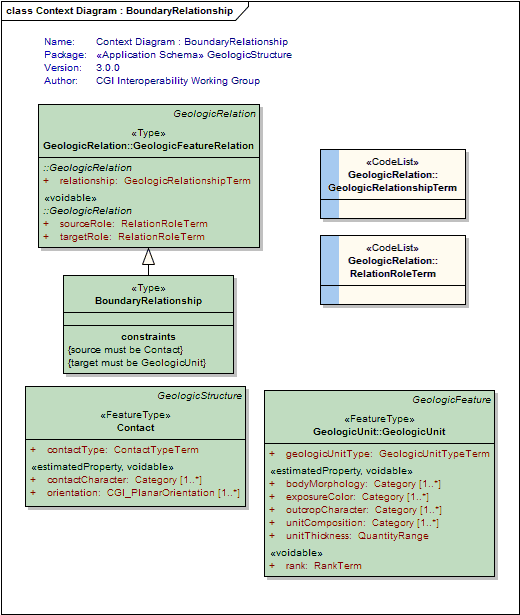 class Context Diagram : BoundaryRelationship
Name: Context Diagram : BoundaryRelationship
Package: «Application Schema» GeologicStructure
Version: 3.0.0
Author: CGI Interoperability Working Group
GeologicRelation
«Type»
GeologicRelation::GeologicFeatureRelation
::GeologicRelation
+ relationship: GeologicRelationshipTerm
«voidable»
::GeologicRelation
+ sourceRole: RelationRoleTerm
+ targetRole: RelationRoleTerm
«CodeList»
GeologicRelation::
GeologicRelationshipTerm
«CodeList»
GeologicRelation::
RelationRoleTerm
«Type»
BoundaryRelationship
constraints
{source must be Contact}
{target must be GeologicUnit}
GeologicStructure
«FeatureType»
Contact
+ contactType: ContactTypeTerm
«estimatedProperty, voidable»
+ contactCharacter: Category [1..*]
+ orientation: CGI_PlanarOrientation [1..*]
GeologicFeature
«FeatureType»
GeologicUnit::GeologicUnit
+ geologicUnitType: GeologicUnitTypeTerm
«estimatedProperty, voidable»
+ bodyMorphology: Category [1..*]
+ exposureColor: Category [1..*]
+ outcropCharacter: Category [1..*]
+ unitComposition: Category [1..*]
+ unitThickness: QuantityRange
«voidable»
+ rank: RankTerm